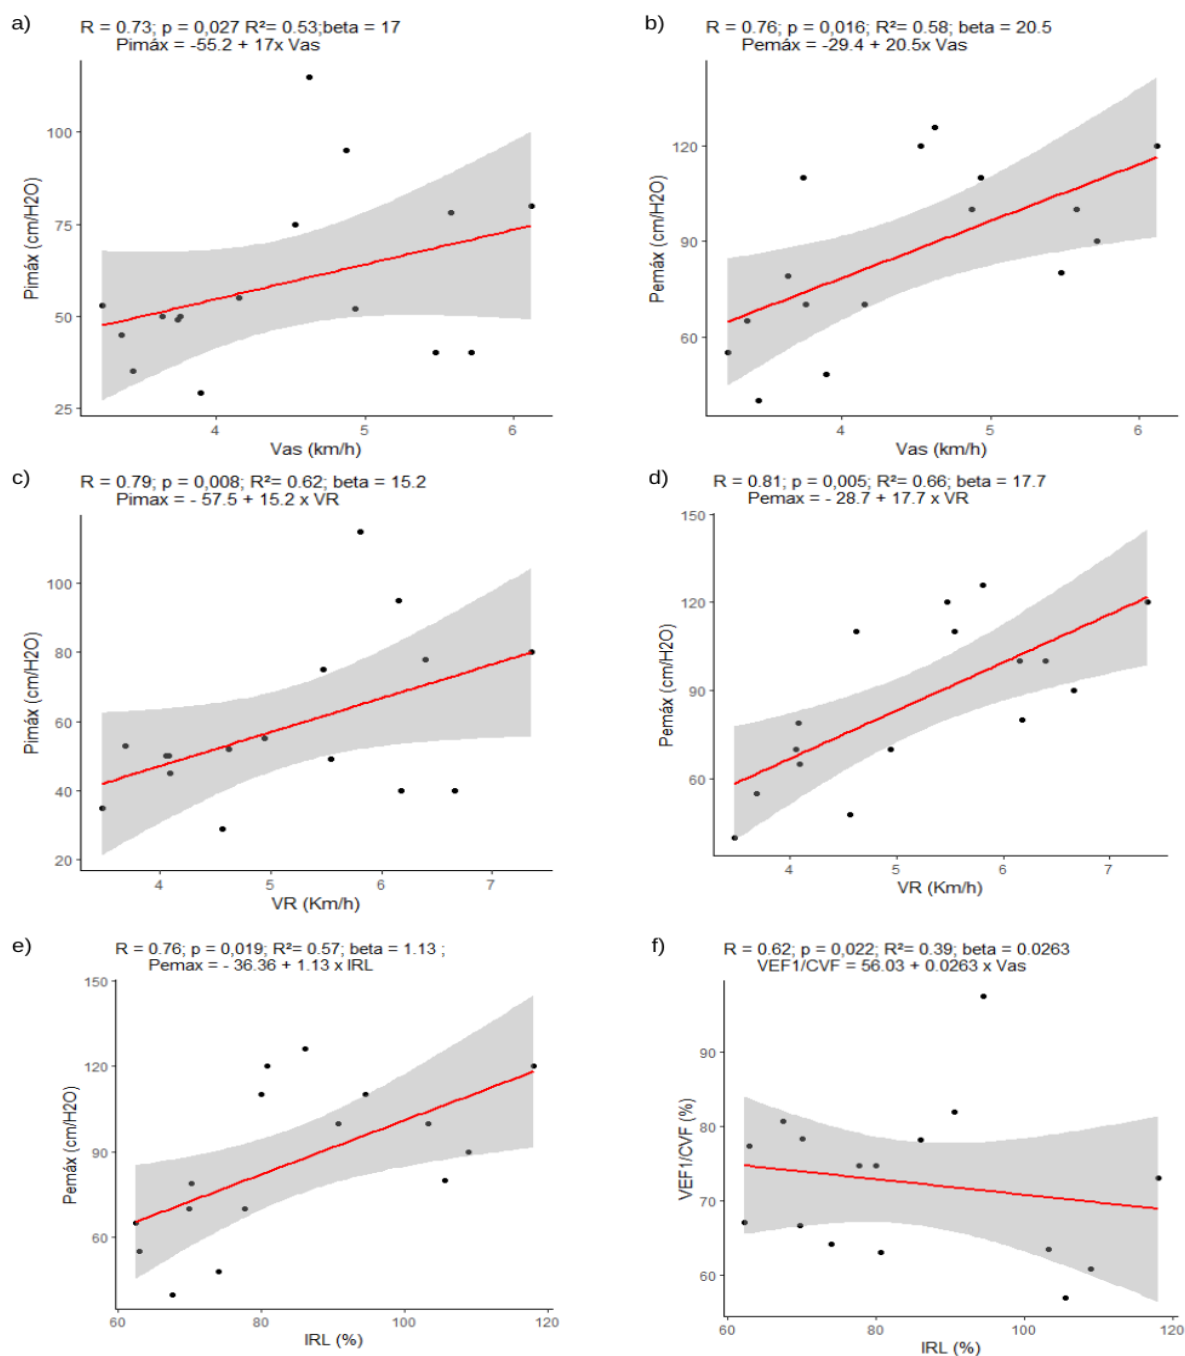 a)
R = 0.73; p = 0,027 R²= 0.53;beta = 17
Pimáx = -55.2 + 17x Vas
Pimáx (cm/H2O)
100
75
50
25
4 5 6
Vas (km/h)
b)
R = 0.76; p = 0,016; R²= 0.58; beta = 20.5
Pemáx = -29.4 + 20.5x Vas
Pemáx (cm/H2O)
120
90
60
4 5 6
Vas (km/h)
c)
R = 0.79; p = 0,008; R²= 0.62; beta = 15.2
Pimax = - 57.5 + 15.2 x VR
Pimáx (cm/H2O)
100
80
60
40
20
4 5 6 7
VR (Km/h)
d)
R = 0.81; p = 0,005; R²= 0.66; beta = 17.7
Pemax = - 28.7 + 17.7 x VR
Pemáx (cm/H2O)
150
120
90
60
4 5 6 7
VR (Km/h)
e)
R = 0.76; p = 0,019; R²= 0.57; beta = 1.13 ;
Pemax = - 36.36 + 1.13 x IRL
Pemáx (cm/H2O)
150
120
90
60
60 80 100 120
IRL (%)
f)
R = 0.62; p = 0,022; R²= 0.39; beta = 0.0263
VEF1/CVF = 56.03 + 0.0263 x Vas
VEF1/CVF (%)
90
80
70
60
60 80 100 120
IRL (%)